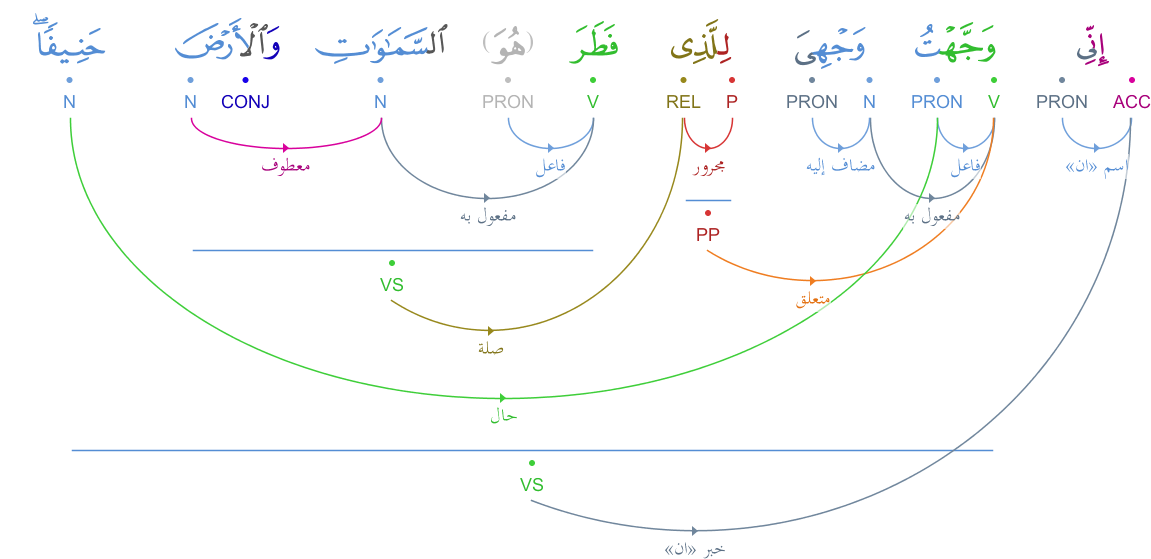 إِنِّى وَجَّهْتُ وَجْهِىَ لِلَّذِى فَطَرَ (هُوَ) ٱلسَّمَـٰوَٰتِ وَٱلْأَرْضَ حَنِيفًۭا ۖ
ACC PRON V PRON N PRON P REL V PRON N CONJ N N
اسم «ان» فاعل مضاف إليه مجرور فاعل معطوف
مفعول به مفعول به
PP
VS
متعلق
صلة
حال
VS
خبر «ان»